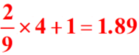 2/9 × 4 + 1 = 1.89